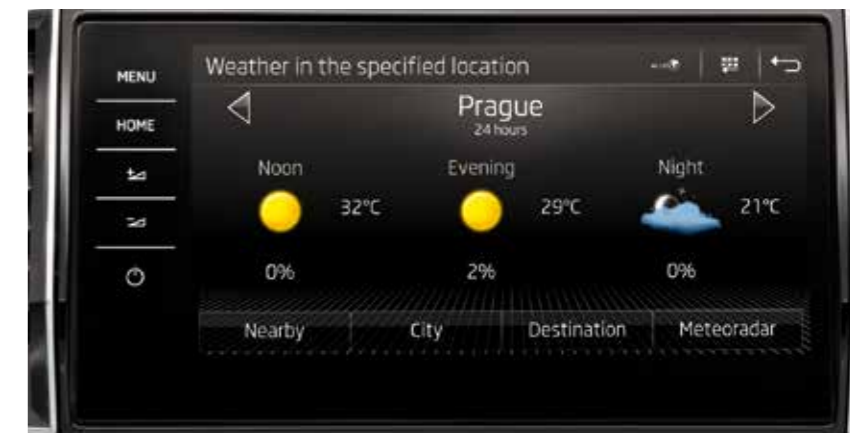 MENU
HOME
Weather in the specified location
Prague
24 hours
Noon Evening Night
32°C 29°C 21°C
0% 2% 0%
Nearby City Destination Meteoradar